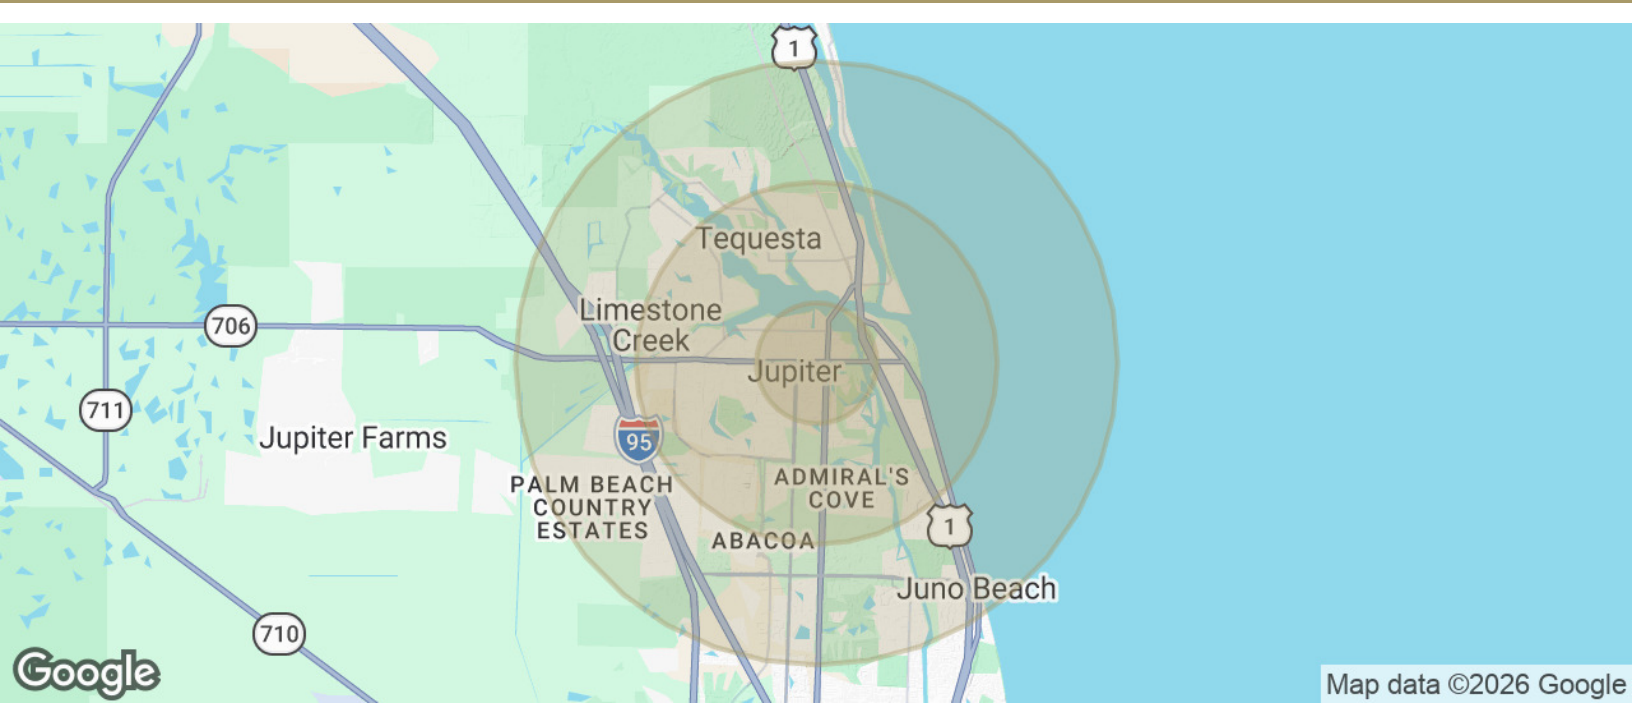 1
Tequesta
Limestone
Creek
706
Jupiter
711
Jupiter Farms
95
PALM BEACH
COUNTRY
ESTATES
ADMIRAL'S
COVE
1
ABACOA
Juno Beach
710
Google
Map data ©2026 Google